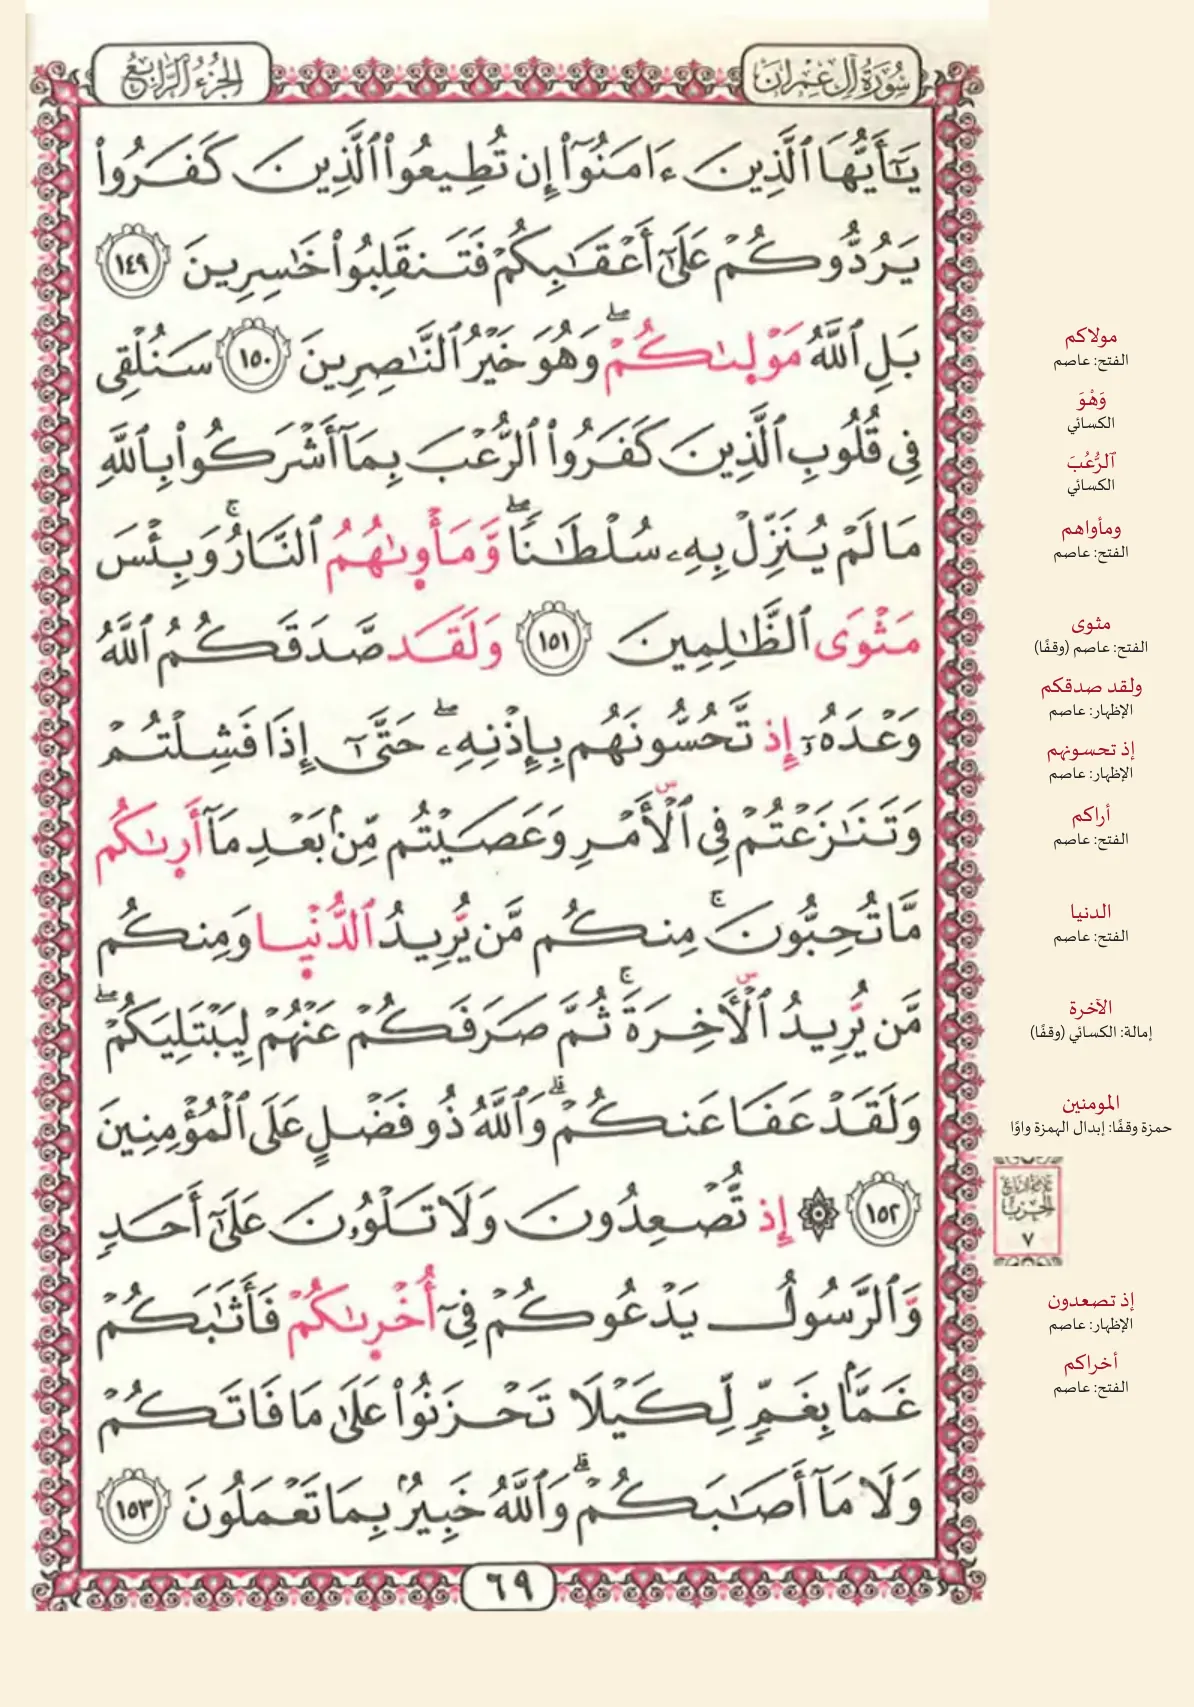 سُورَةُ آلِ عِمْرَانَ
الجُزْءُ الرَّابِعُ
يَـٰٓأَيُّهَا ٱلَّذِينَ ءَامَنُوٓا۟ إِن تُطِيعُوا۟ ٱلَّذِينَ كَفَرُوا۟
يَرُدُّوكُمْ عَلَىٰٓ أَعْقَـٰبِكُمْ فَتَنقَلِبُوا۟ خَـٰسِرِينَ ١٤٩
بَلِ ٱللَّهُ مَوْلَىٰكُمْ ۖ وَهُوَ خَيْرُ ٱلنَّـٰصِرِينَ ١٥٠ سَنُلْقِى
فِى قُلُوبِ ٱلَّذِينَ كَفَرُوا۟ ٱلرُّعْبَ بِمَآ أَشْرَكُوا۟ بِٱللَّهِ
مَا لَمْ يُنَزِّلْ بِهِۦ سُلْطَـٰنًا ۖ وَّمَأْوَىٰهُمُ ٱلنَّارُ ۚ وَبِئْسَ
مَثْوَى ٱلظَّـٰلِمِينَ ١٥١ وَلَقَد صَّدَقَكُمُ ٱللَّهُ
وَعْدَهُۥٓ إِذ تَّحُسُّونَهُم بِإِذْنِهِۦ ۖ حَتَّىٰٓ إِذَا فَشِلْتُمْ
وَتَنَـٰزَعْتُمْ فِى ٱلْأَمْرِ وَعَصَيْتُم مِّنۢ بَعْدِ مَآ أَرَىٰكُم
مَّا تُحِبُّونَ ۚ مِنكُم مَّن يُّرِيدُ ٱلدُّنْيَا وَمِنكُم
مَّن يُّرِيدُ ٱلْأَخِرَةَ ۚ ثُمَّ صَرَفَكُمْ عَنْهُمْ لِيَبْتَلِيَكُمْ ۖ
وَلَقَدْ عَفَا عَنكُمْ ۗ وَٱللَّهُ ذُو فَضْلٍ عَلَى ٱلْمُؤْمِنِينَ
١٥٢ ۞ إِذ تُّصْعِدُونَ وَلَا تَلْوُۥنَ عَلَىٰٓ أَحَدٍ
وَّٱلرَّسُولُ يَدْعُوكُمْ فِىٓ أُخْرَىٰكُمْ فَأَثَـٰبَكُمْ
غَمًّۢا بِغَمٍّ لِّكَيْلَا تَحْزَنُوا۟ عَلَىٰ مَا فَاتَكُمْ
وَلَا مَآ أَصَـٰبَكُمْ ۗ وَٱللَّهُ خَبِيرٌۢ بِمَا تَعْمَلُونَ ١٥٣
٦٩
مولاكم
الفتح: عاصم
وَهْوَ
الكسائي
ٱلرُّعُبَ
الكسائي
ومأواهم
الفتح: عاصم
مثوى
الفتح: عاصم (وقفًا)
ولقد صدقكم
الإظهار: عاصم
إذ تحسونهم
الإظهار: عاصم
أراكم
الفتح: عاصم
الدنيا
الفتح: عاصم
الآخرة
إمالة: الكسائي (وقفًا)
المومنين
حمزة وقفًا: إبدال الهمزة واوًا
ثلاثة أرباع
الحزب
٧
إذ تصعدون
الإظهار: عاصم
أخراكم
الفتح: عاصم